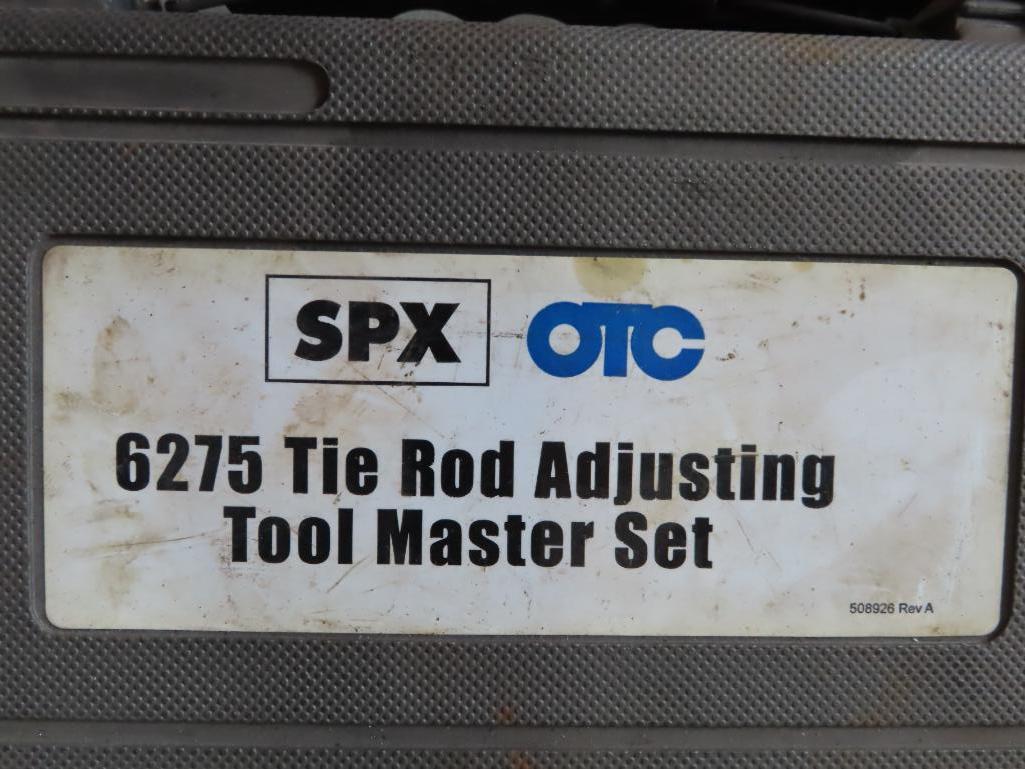 SPX OTC
6275 Tie Rod Adjusting
Tool Master Set
508926 Rev A